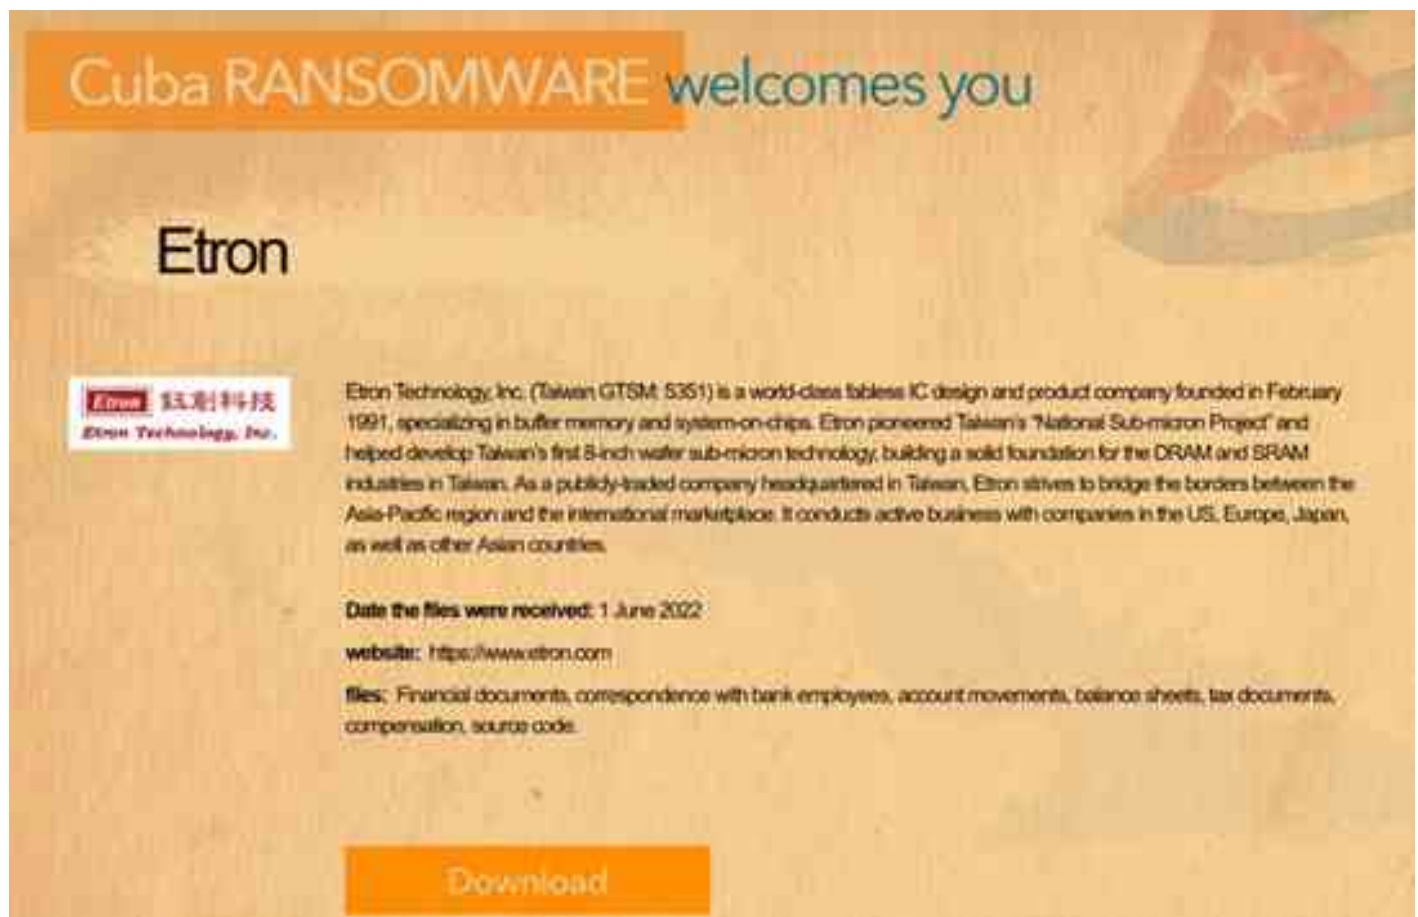 Cuba RANSOMWARE welcomes you
Etron
Etron 鈺創科技
Etron Technology, Inc.
Etron Technology, Inc. (Taiwan GTSM: 5351) is a world-class fabless IC design and product company founded in February
1991, specializing in buffer memory and system-on-chips. Etron pioneered Taiwan's "National Sub-micron Project" and
helped develop Taiwan's first 8-inch wafer sub-micron technology, building a solid foundation for the DRAM and SRAM
industries in Taiwan. As a publicly-traded company headquartered in Taiwan, Etron strives to bridge the borders between the
Asia-Pacific region and the international marketplace. It conducts active business with companies in the US, Europe, Japan,
as well as other Asian countries.
Date the files were received: 1 June 2022
website: https://www.etron.com
files: Financial documents, correspondence with bank employees, account movements, balance sheets, tax documents,
compensation, source code.
Download